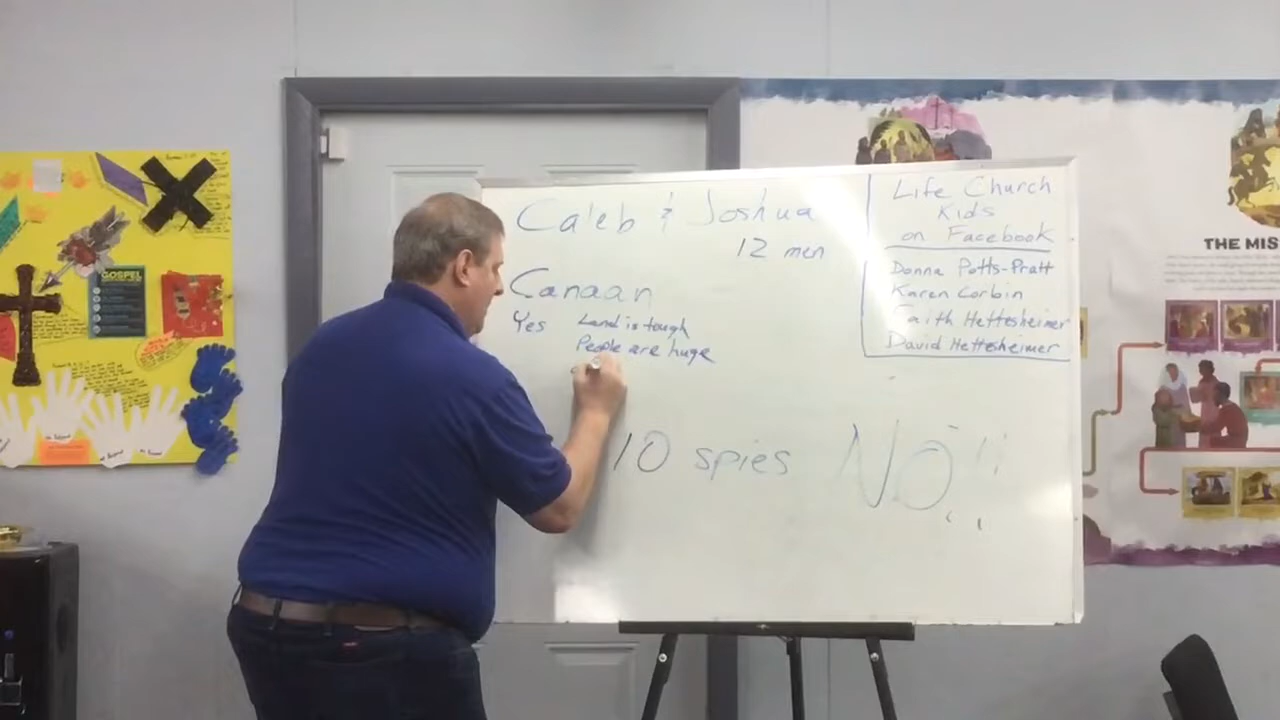 Caleb & Joshua
12 men
Canaan
Yes Land is tough
People are huge
10 spies NO!!
Life Church
Kids
on Facebook
Donna Potts-Pratt
Karen Corbin
Faith Hettesheimer
David Hettesheimer
GOSPEL
THE MIS